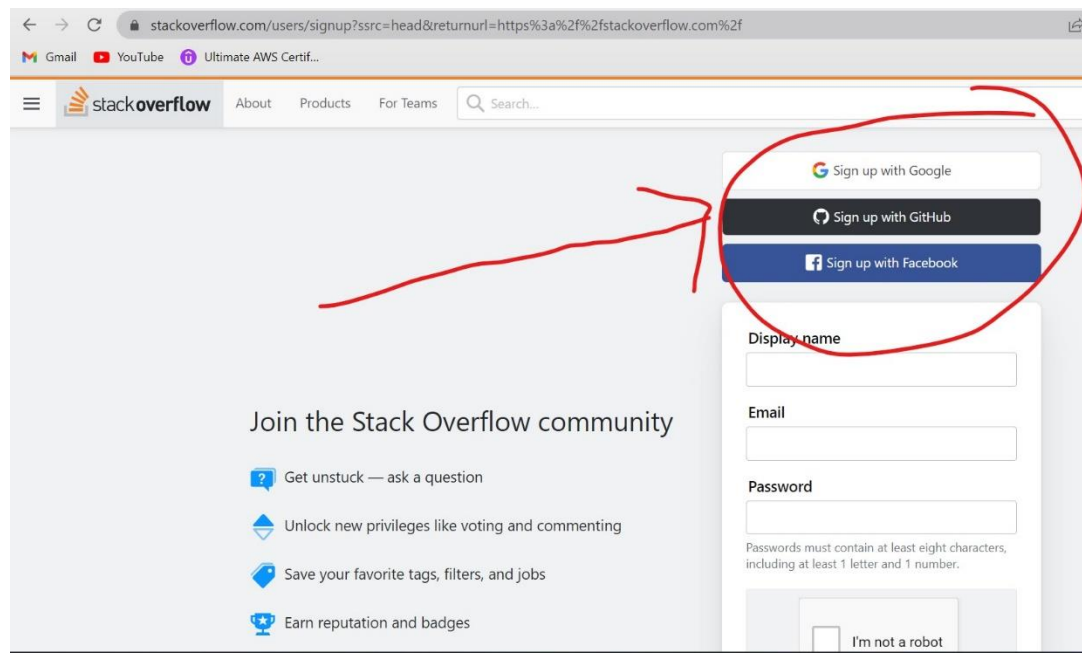 stackoverflow.com/users/signup?ssrc=head&returnurl=https%3a%2f%2fstackoverflow.com%2f
Gmail YouTube Ultimate AWS Certif...
stackoverflow About Products For Teams Search...
Sign up with Google
Sign up with GitHub
Sign up with Facebook
Display name
Email
Password
Passwords must contain at least eight characters,
including at least 1 letter and 1 number.
I'm not a robot
Join the Stack Overflow community
Get unstuck — ask a question
Unlock new privileges like voting and commenting
Save your favorite tags, filters, and jobs
Earn reputation and badges